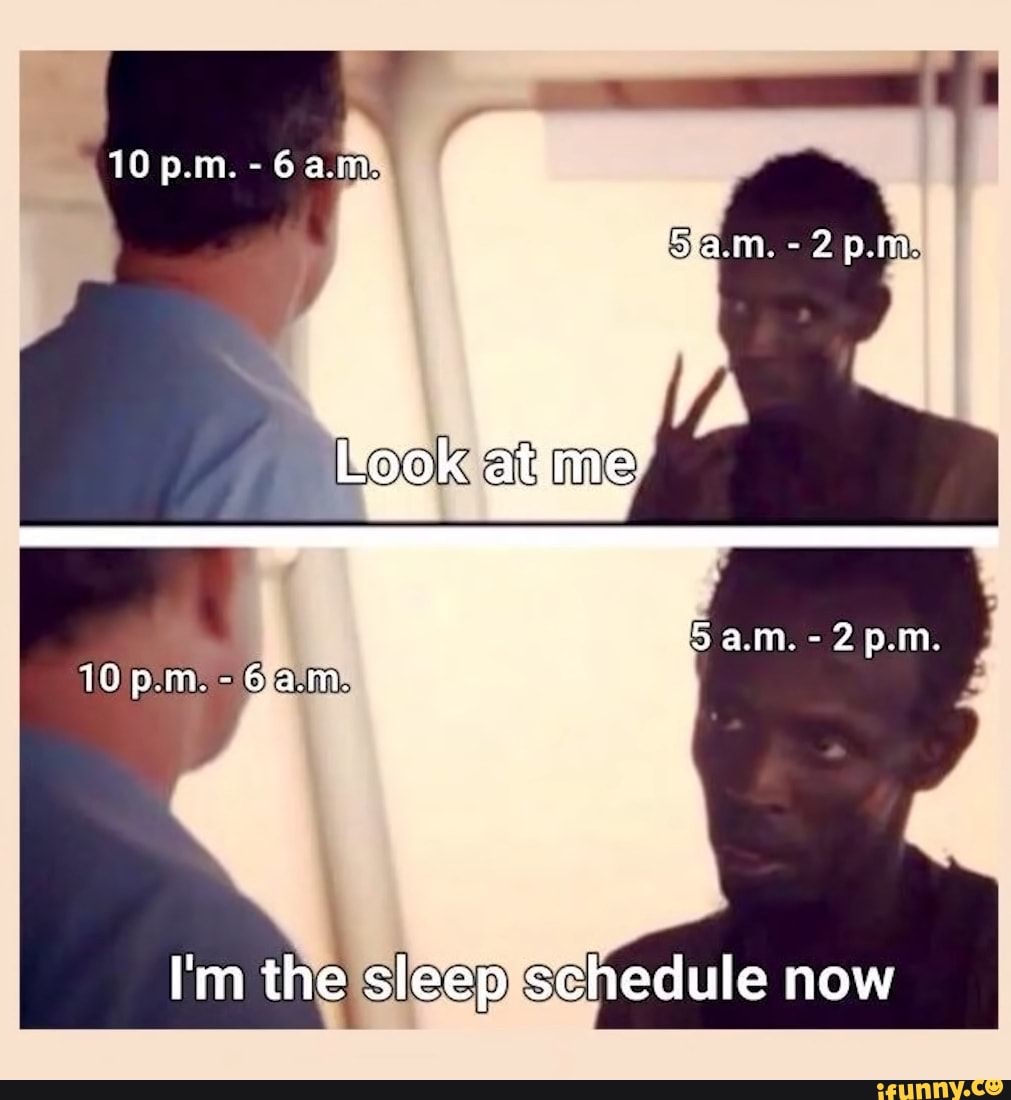 10 p.m. - 6 a.m.
5 a.m. - 2 p.m.
Look at me
5 a.m. - 2 p.m.
10 p.m. - 6 a.m.
I'm the sleep schedule now
ifunny.co